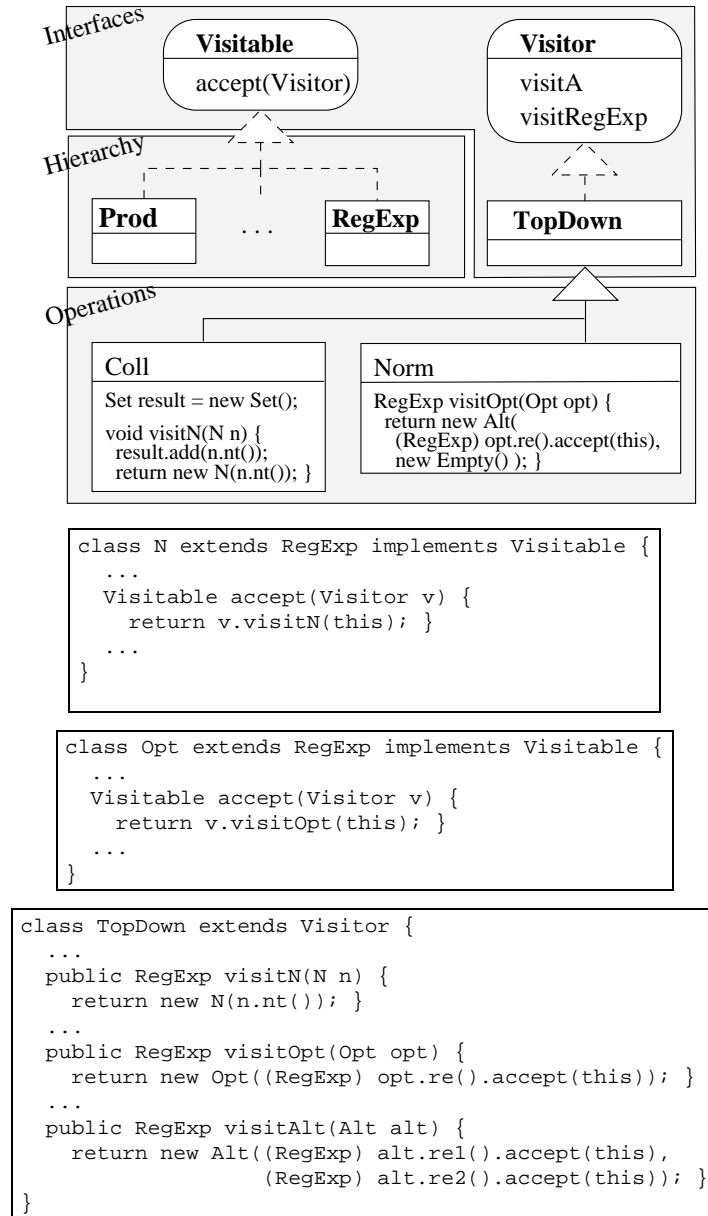 Interfaces
Visitable
accept(Visitor)
Visitor
visitA
visitRegExp
Hierarchy
Prod
. . .
RegExp
TopDown
Operations
Coll
Set result = new Set();
void visitN(N n) {
result.add(n.nt());
return new N(n.nt()); }
Norm
RegExp visitOpt(Opt opt) {
return new Alt(
(RegExp) opt.re().accept(this),
new Empty() ); }
class N extends RegExp implements Visitable {
...
Visitable accept(Visitor v) {
return v.visitN(this); }
...
}
class Opt extends RegExp implements Visitable {
...
Visitable accept(Visitor v) {
return v.visitOpt(this); }
...
}
class TopDown extends Visitor {
...
public RegExp visitN(N n) {
return new N(n.nt()); }
...
public RegExp visitOpt(Opt opt) {
return new Opt((RegExp) opt.re().accept(this)); }
...
public RegExp visitAlt(Alt alt) {
return new Alt((RegExp) alt.re1().accept(this),
(RegExp) alt.re2().accept(this)); }
}